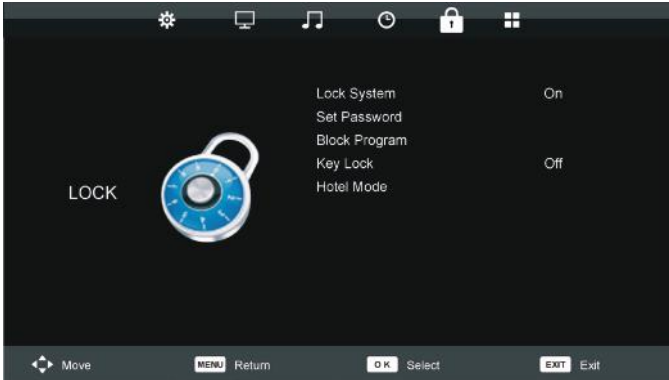 Lock System On
Set Password
Block Program
Key Lock Off
Hotel Mode
LOCK
Move MENU Return OK Select EXIT Exit